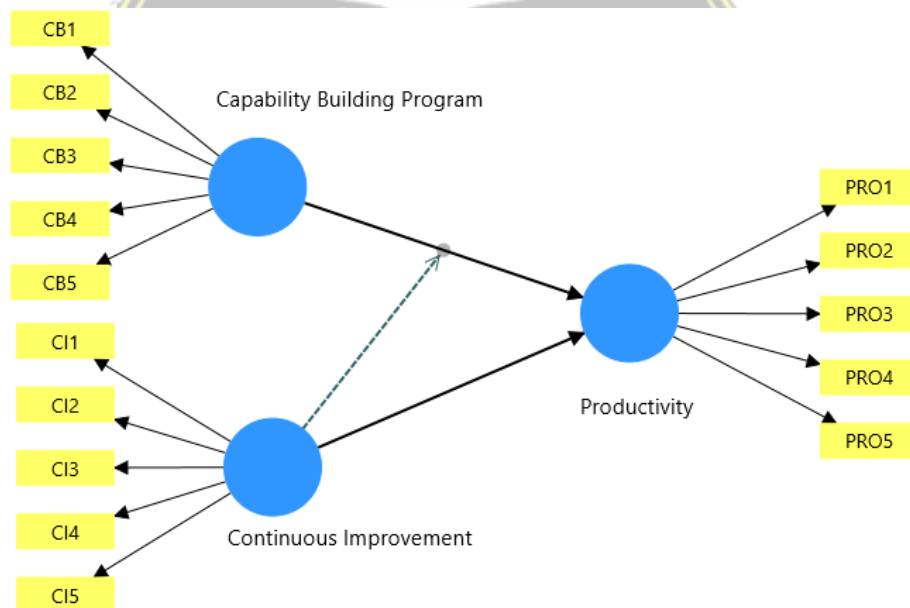 CB1
CB2
CB3
CB4
CB5
Capability Building Program
CI1
CI2
CI3
CI4
CI5
Continuous Improvement
PRO1
PRO2
PRO3
PRO4
PRO5
Productivity